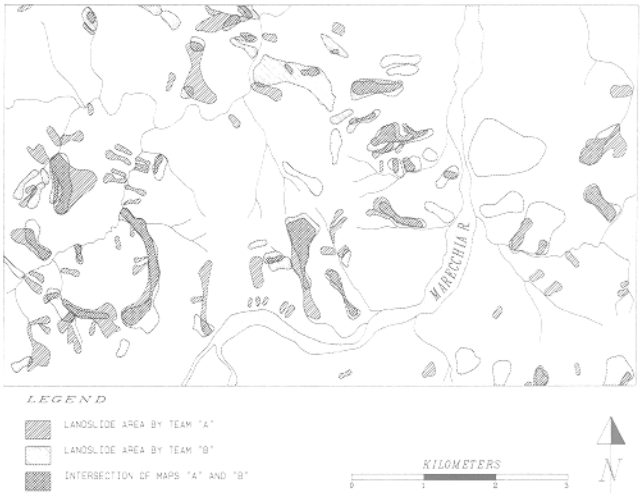 MARECCHIA R.
LEGEND
LANDSLIDE AREA BY TEAM "A"
LANDSLIDE AREA BY TEAM "B"
INTERSECTION OF MAPS "A" AND "B"
KILOMETERS
0 1 2 3
N